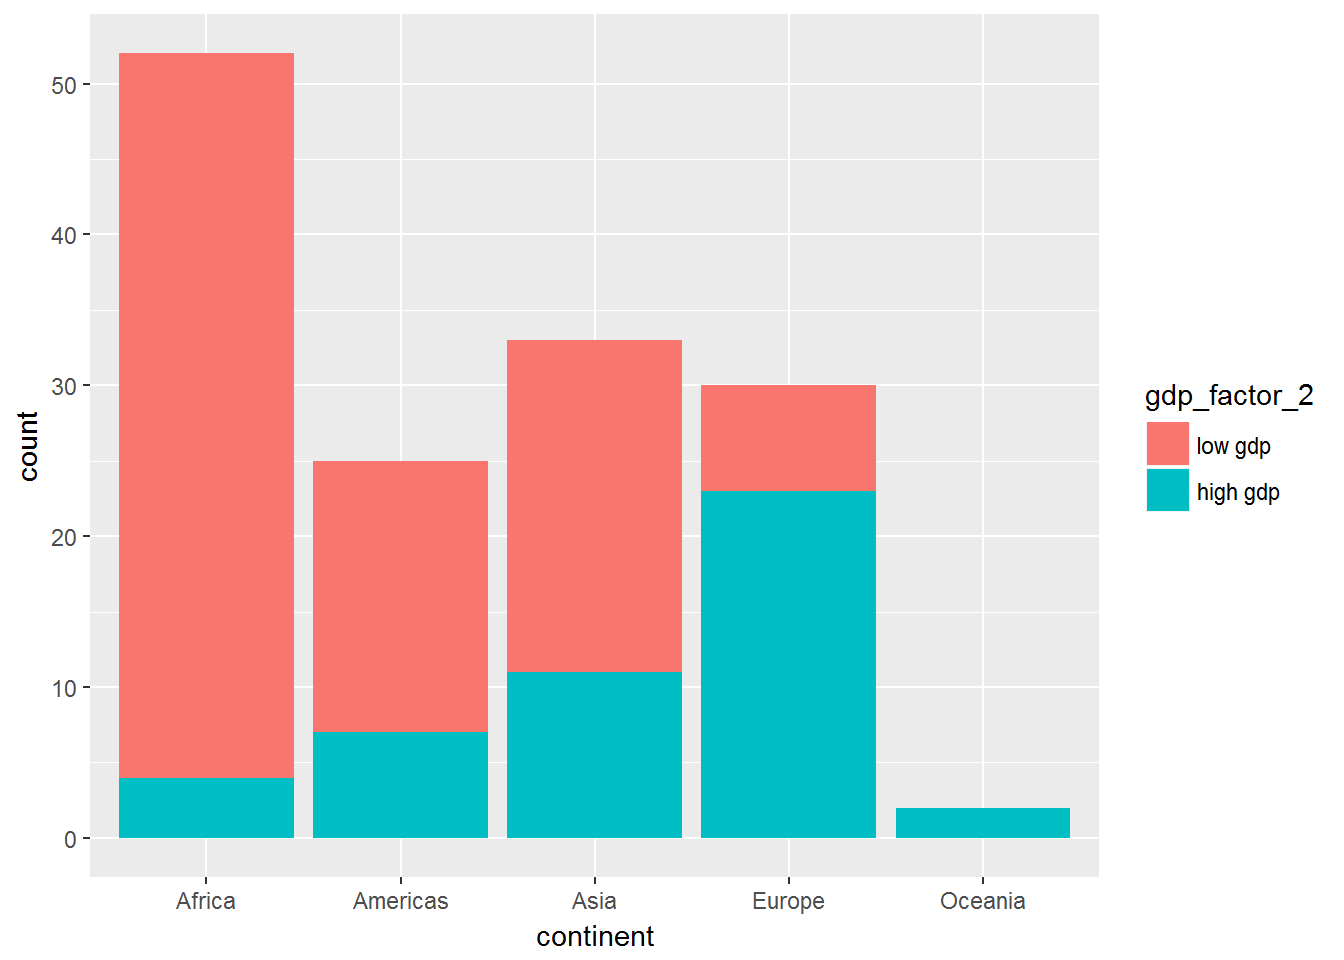 50
40
30
20
10
0
count
Africa Americas Asia Europe Oceania
continent
gdp_factor_2
low gdp
high gdp